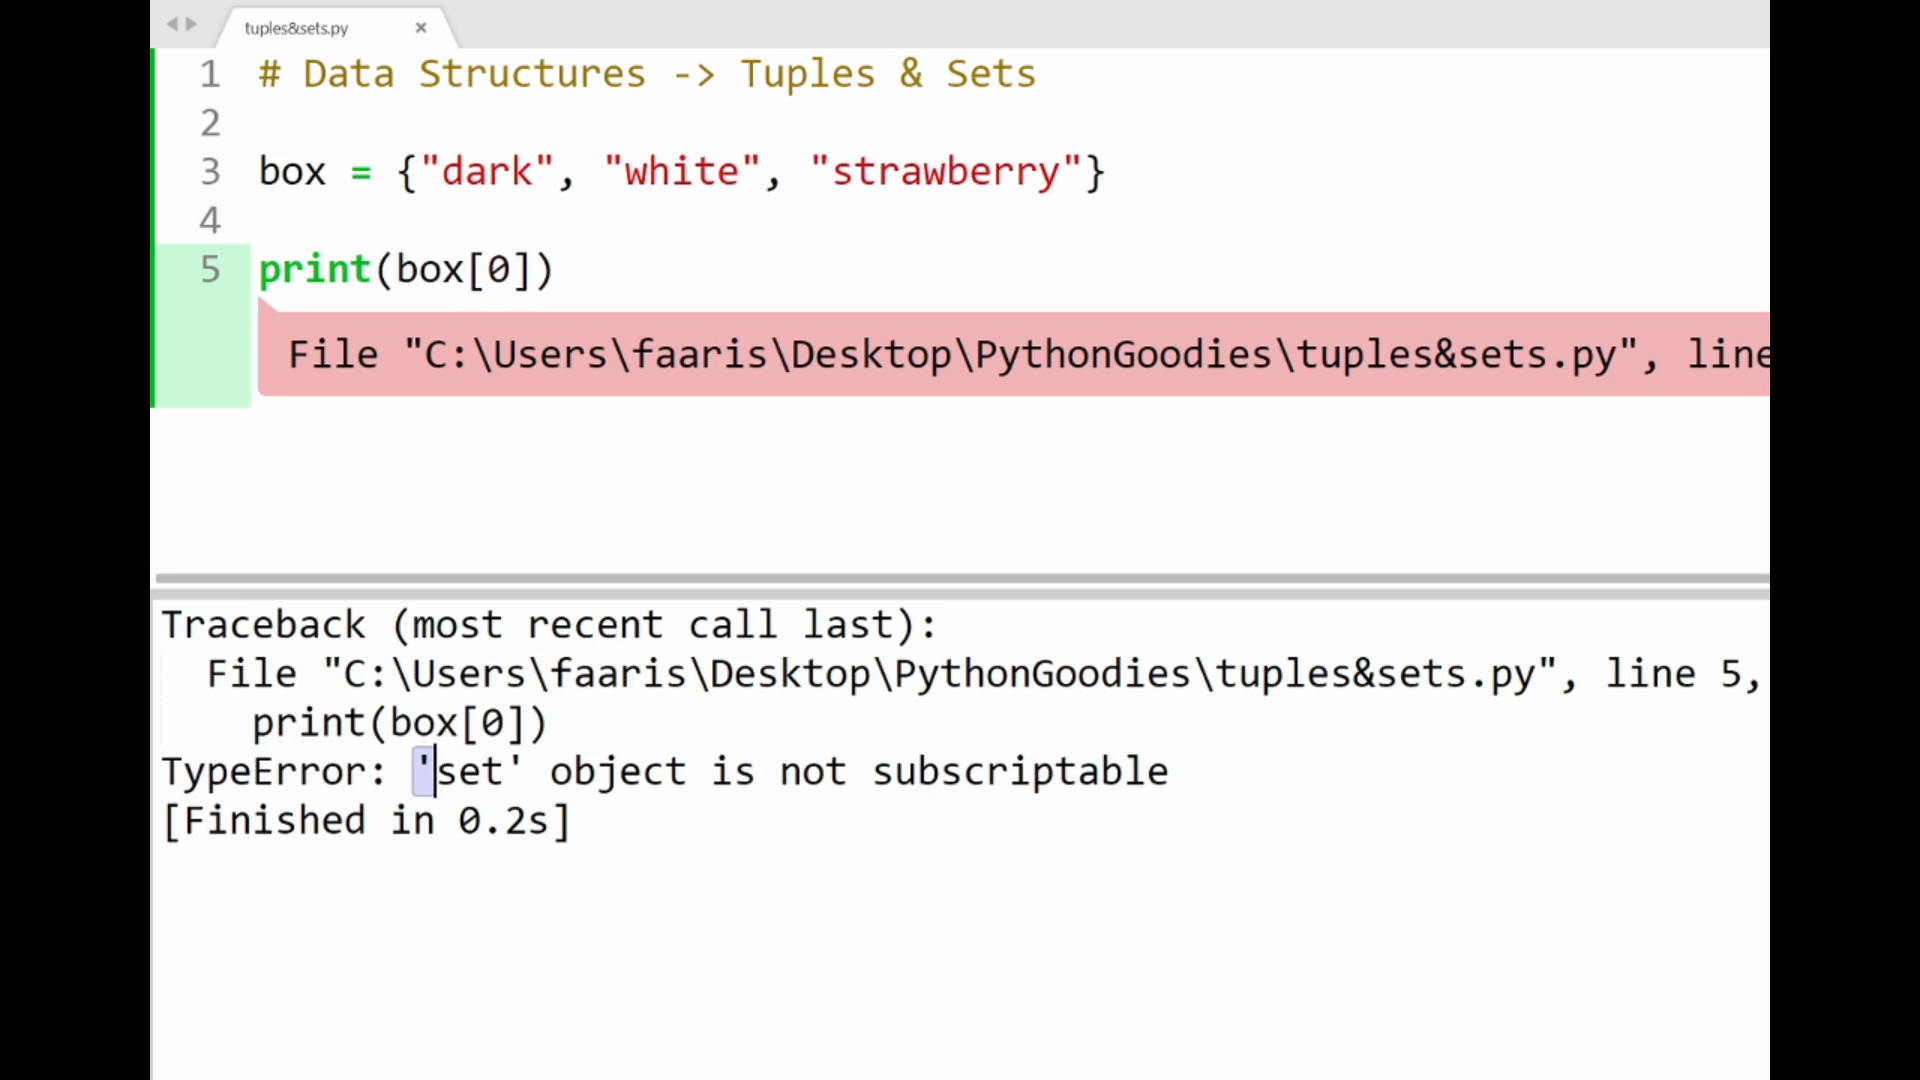 tuples&sets.py ×
1 # Data Structures -> Tuples & Sets
2
3 box = {"dark", "white", "strawberry"}
4
5 print(box[0])
File "C:\Users\faaris\Desktop\PythonGoodies\tuples&sets.py", line
Traceback (most recent call last):
  File "C:\Users\faaris\Desktop\PythonGoodies\tuples&sets.py", line 5,
    print(box[0])
TypeError: 'set' object is not subscriptable
[Finished in 0.2s]